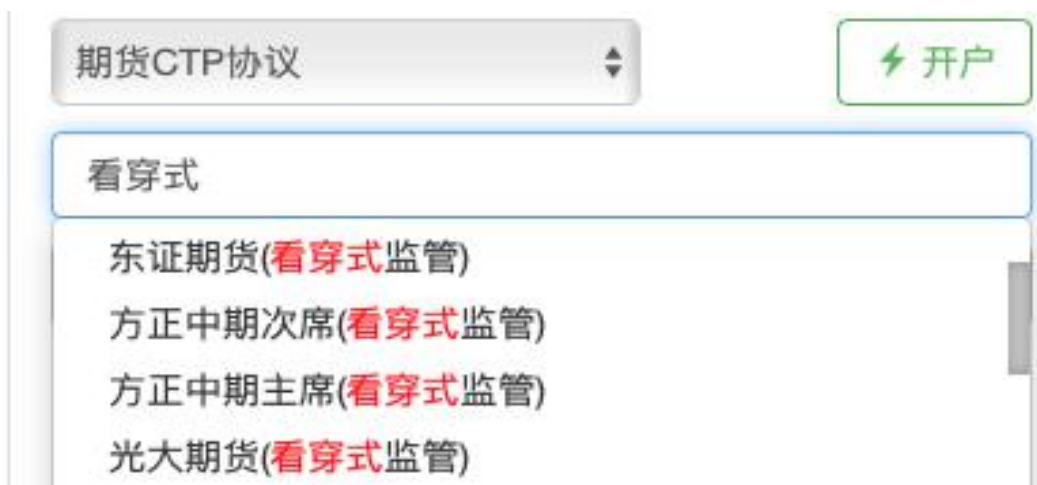 期货CTP协议
开户
看穿式
东证期货(看穿式监管)
方正中期次席(看穿式监管)
方正中期主席(看穿式监管)
光大期货(看穿式监管)